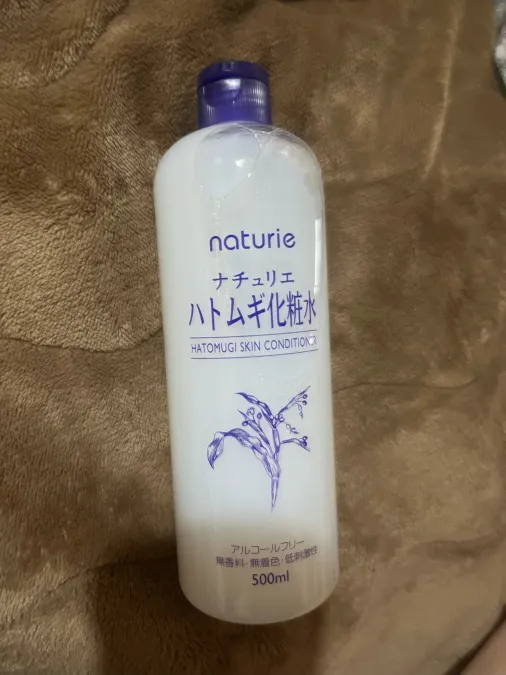 naturie
ナチュリエ
ハトムギ化粧水
HATOMUGI SKIN CONDITIONER
アルコールフリー
無香料・無着色・低刺激性
500ml